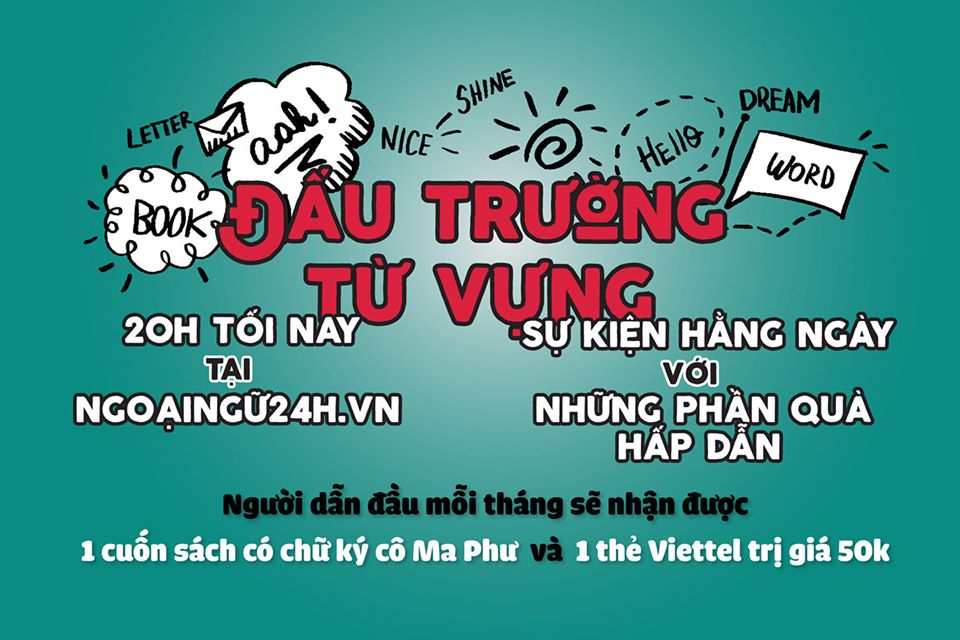 LETTER
aah!
NICE
SHINE
Hello
DREAM
WORD
BOOK
ĐẤU TRƯỜNG
TỪ VỰNG
20H TỐI NAY
TẠI
NGOẠINGỮ24H.VN
SỰ KIỆN HẰNG NGÀY
VỚI
NHỮNG PHẦN QUÀ
HẤP DẪN
Người dẫn đầu mỗi tháng sẽ nhận được
1 cuốn sách có chữ ký cô Ma Phư và 1 thẻ Viettel trị giá 50k